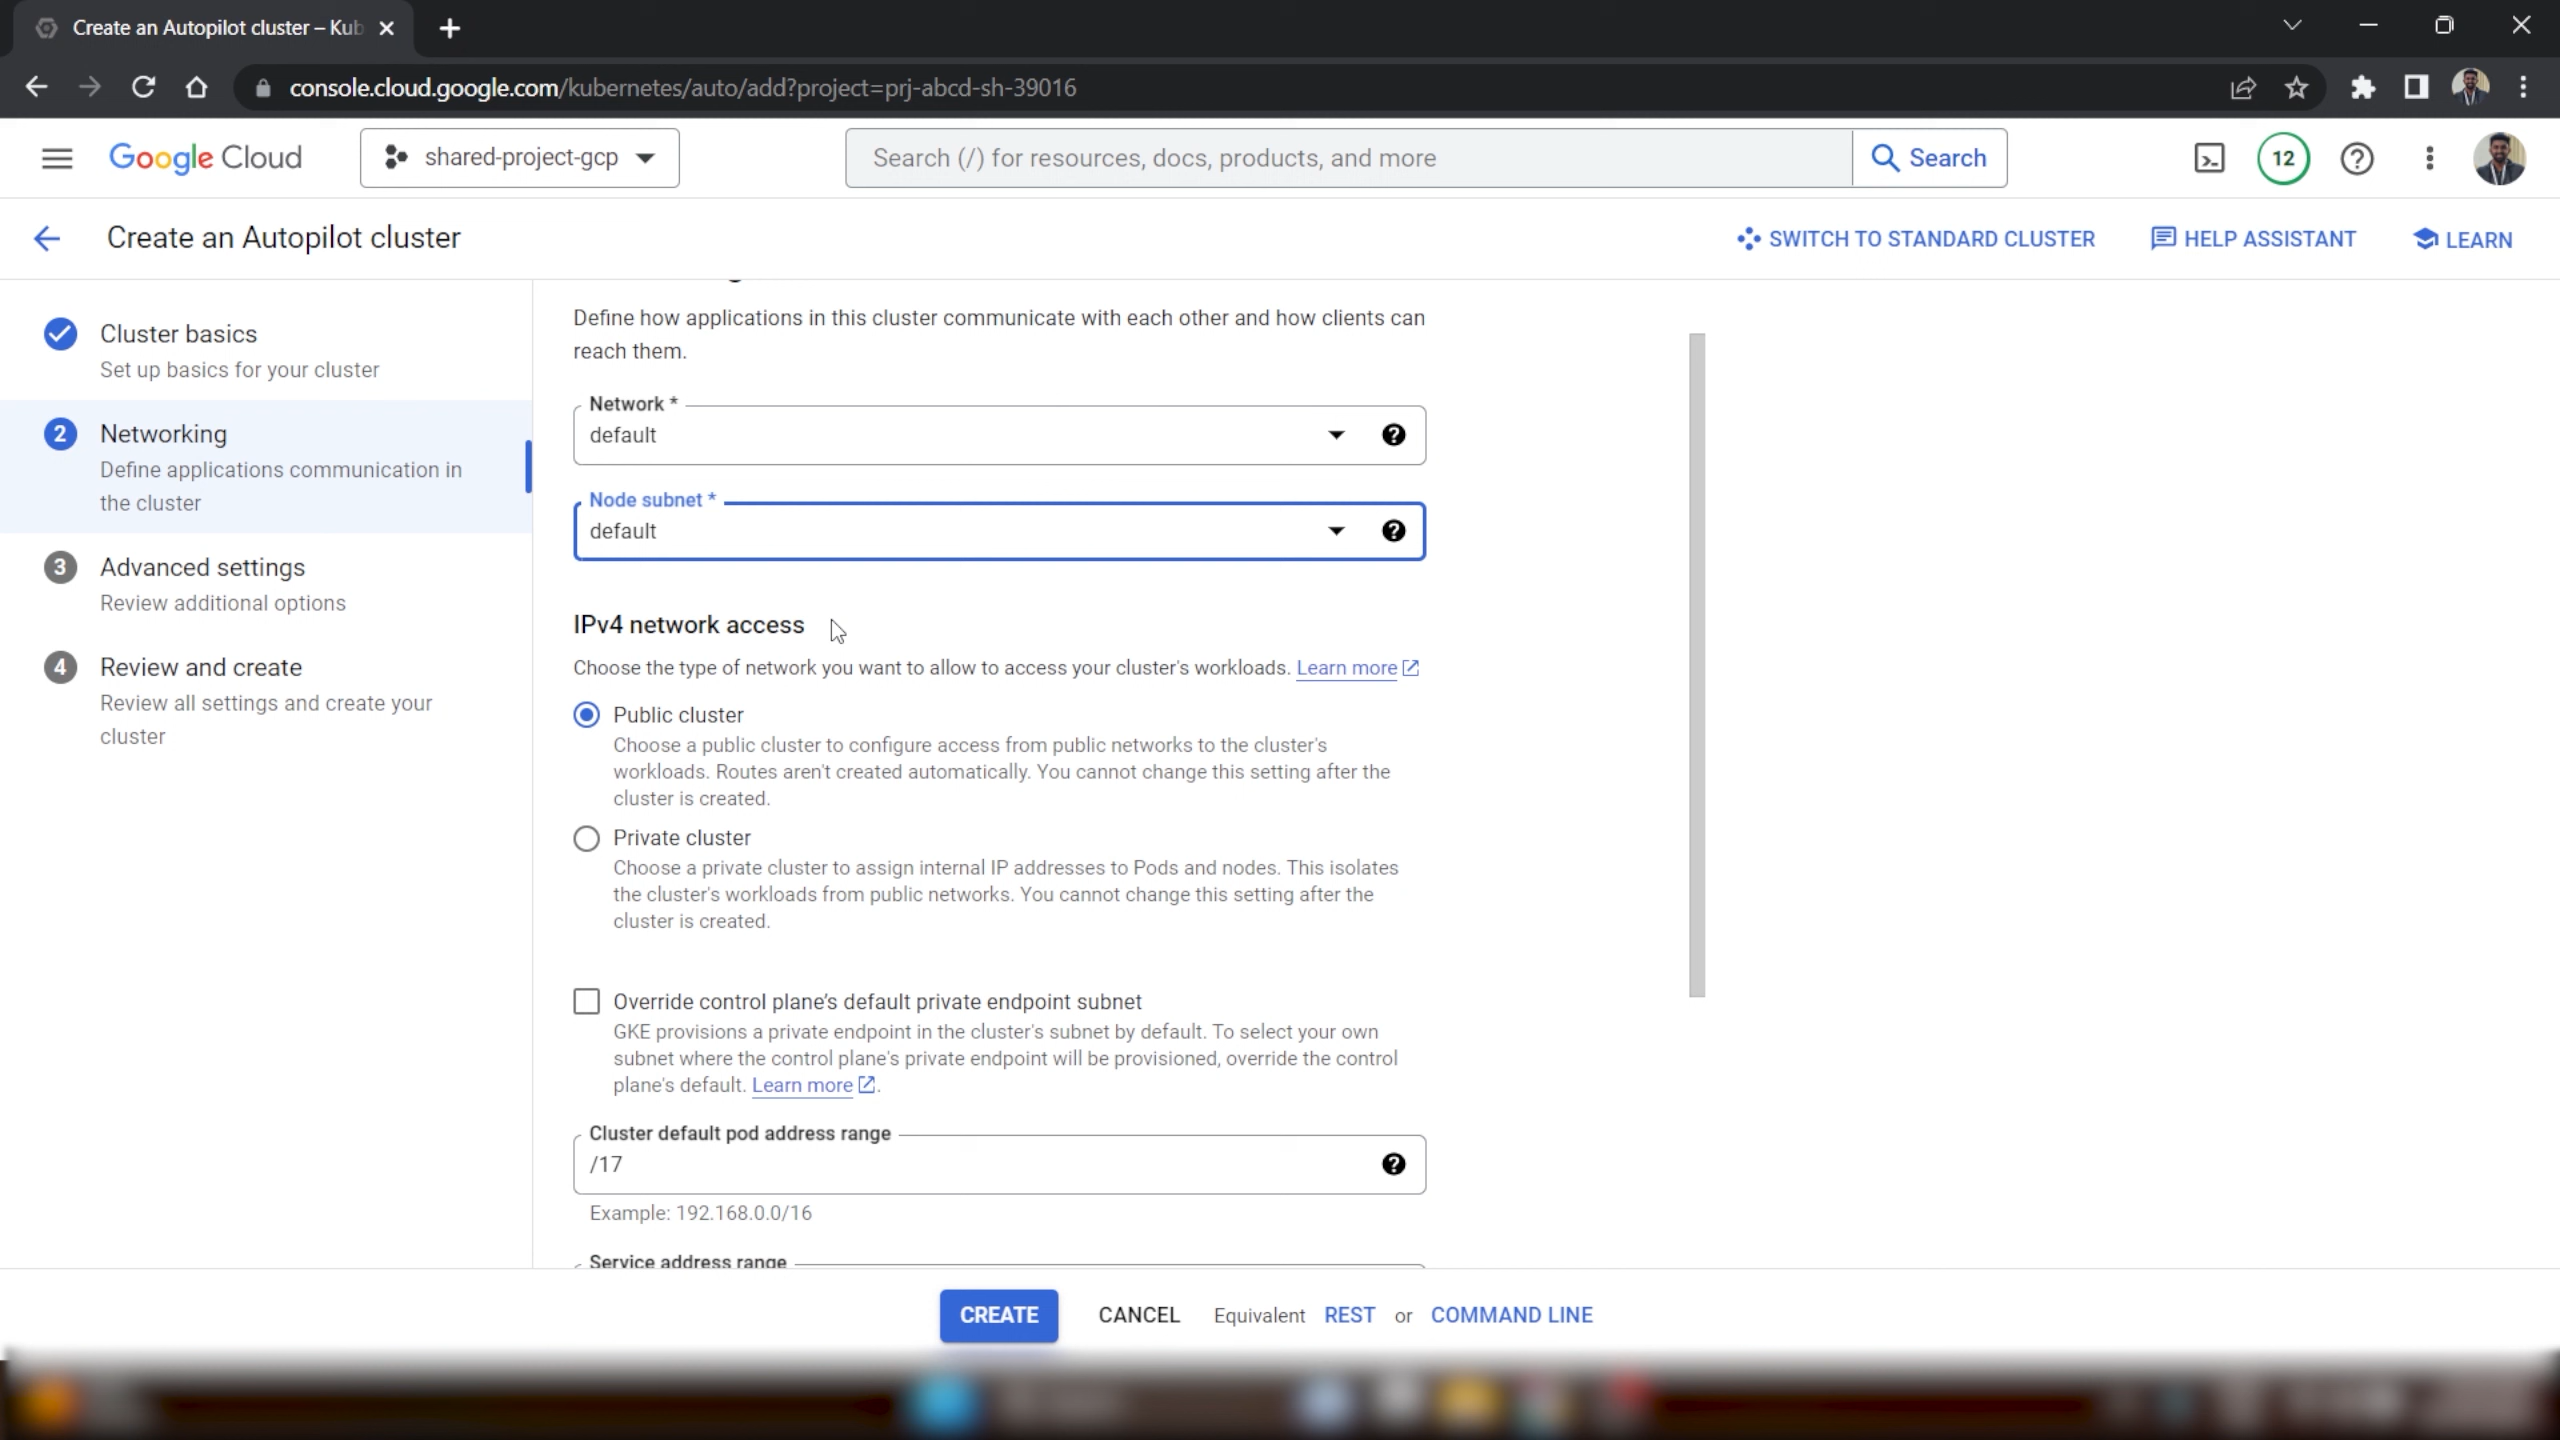 Create an Autopilot cluster – Kub
console.cloud.google.com/kubernetes/auto/add?project=prj-abcd-sh-39016
Google Cloud
shared-project-gcp
Search (/) for resources, docs, products, and more
Search
12
Create an Autopilot cluster
SWITCH TO STANDARD CLUSTER
HELP ASSISTANT
LEARN
Cluster basics
Set up basics for your cluster
2
Networking
Define applications communication in
the cluster
3
Advanced settings
Review additional options
4
Review and create
Review all settings and create your
cluster
Define how applications in this cluster communicate with each other and how clients can
reach them.
Network *
default
Node subnet *
default
IPv4 network access
Choose the type of network you want to allow to access your cluster's workloads. Learn more
Public cluster
Choose a public cluster to configure access from public networks to the cluster's
workloads. Routes aren't created automatically. You cannot change this setting after the
cluster is created.
Private cluster
Choose a private cluster to assign internal IP addresses to Pods and nodes. This isolates
the cluster's workloads from public networks. You cannot change this setting after the
cluster is created.
Override control plane's default private endpoint subnet
GKE provisions a private endpoint in the cluster's subnet by default. To select your own
subnet where the control plane's private endpoint will be provisioned, override the control
plane's default. Learn more.
Cluster default pod address range
/17
Example: 192.168.0.0/16
Service address range
CREATE
CANCEL
Equivalent REST or COMMAND LINE